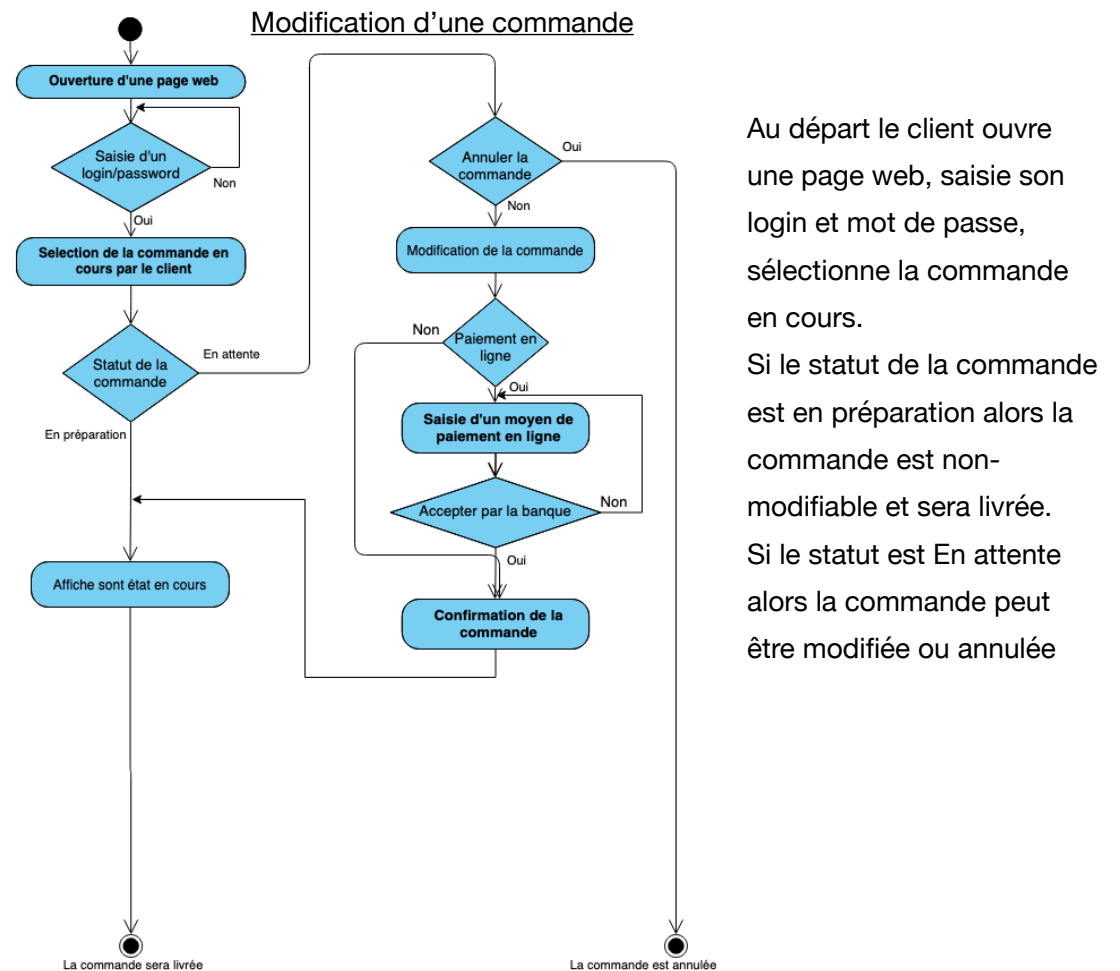 Modification d'une commande
Ouverture d'une page web
Saisie d'un
login/password
Non
Oui
Selection de la commande en
cours par le client
Statut de la
commande
En attente
En préparation
Affiche sont état en cours
La commande sera livrée
Annuler la
commande
Oui
Non
Modification de la commande
Non
Paiement en
ligne
Oui
Saisie d'un moyen de
paiement en ligne
Accepter par la banque
Non
Oui
Confirmation de la
commande
La commande est annulée
Au départ le client ouvre
une page web, saisie son
login et mot de passe,
sélectionne la commande
en cours.
Si le statut de la commande
est en préparation alors la
commande est non-
modifiable et sera livrée.
Si le statut est En attente
alors la commande peut
être modifiée ou annulée